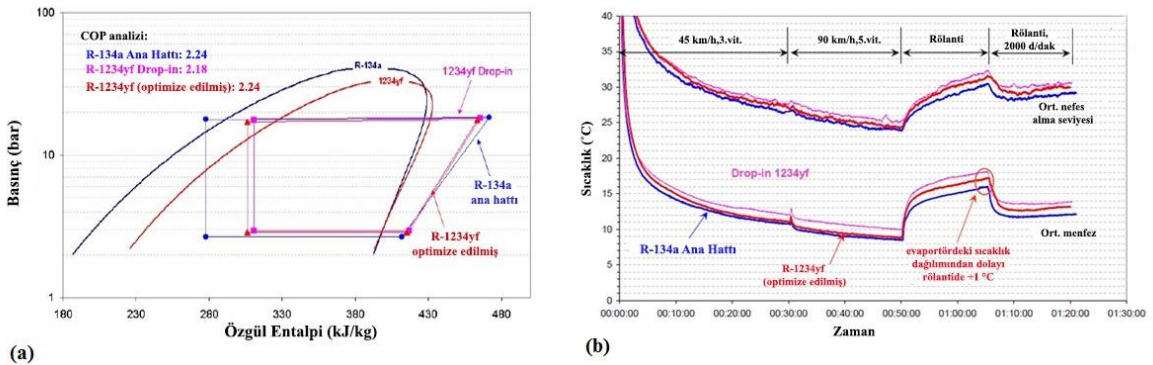 (a)
Basınç (bar)
100
10
1
COP analizi:
R-134a Ana Hattı: 2.24
R-1234yf Drop-in: 2.18
R-1234yf (optimize edilmiş): 2.24
R-134a
1234yf
1234yf Drop-in
R-134a
ana hattı
R-1234yf
optimize edilmiş
180 230 280 330 380 430 480
Özgül Entalpi (kJ/kg)
(b)
Sıcaklık (°C)
40
35
30
25
20
15
10
5
0
45 km/h,3.vit.
90 km/h,5.vit.
Rölanti
Rölanti,
2000 d/dak
Ort. nefes
alma seviyesi
Drop-in 1234yf
R-134a Ana Hattı
R-1234yf
(optimize edilmiş)
evaportördeki sıcaklık
dağılımından dolayı
rölantide +1 °C
Ort. menfez
00:00:00 00:10:00 00:20:00 00:30:00 00:40:00 00:50:00 01:00:00 01:10:00 01:20:00 01:30:00
Zaman